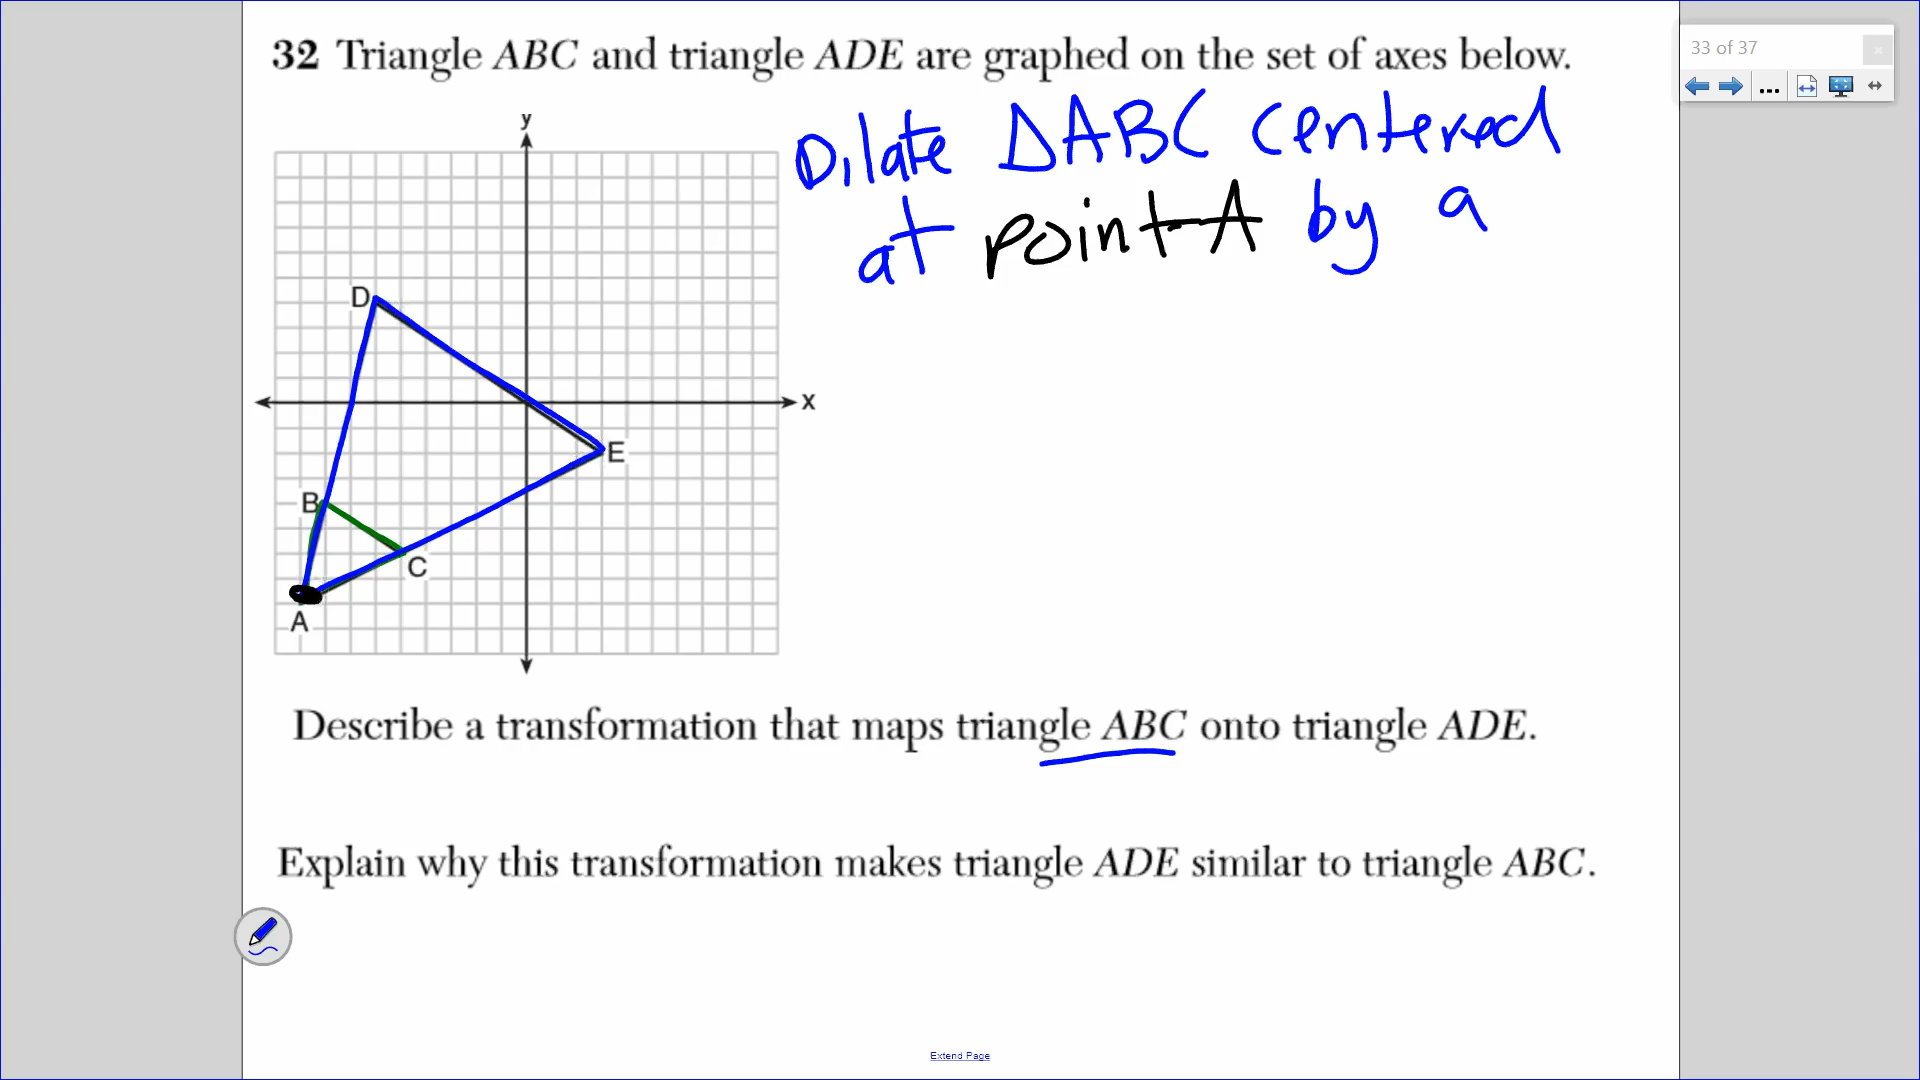 33 of 37
32 Triangle ABC and triangle ADE are graphed on the set of axes below.
Dilate ΔABC centered
at point A by a
y
D
x
E
B
C
A
Describe a transformation that maps triangle ABC onto triangle ADE.
Explain why this transformation makes triangle ADE similar to triangle ABC.
Extend Page